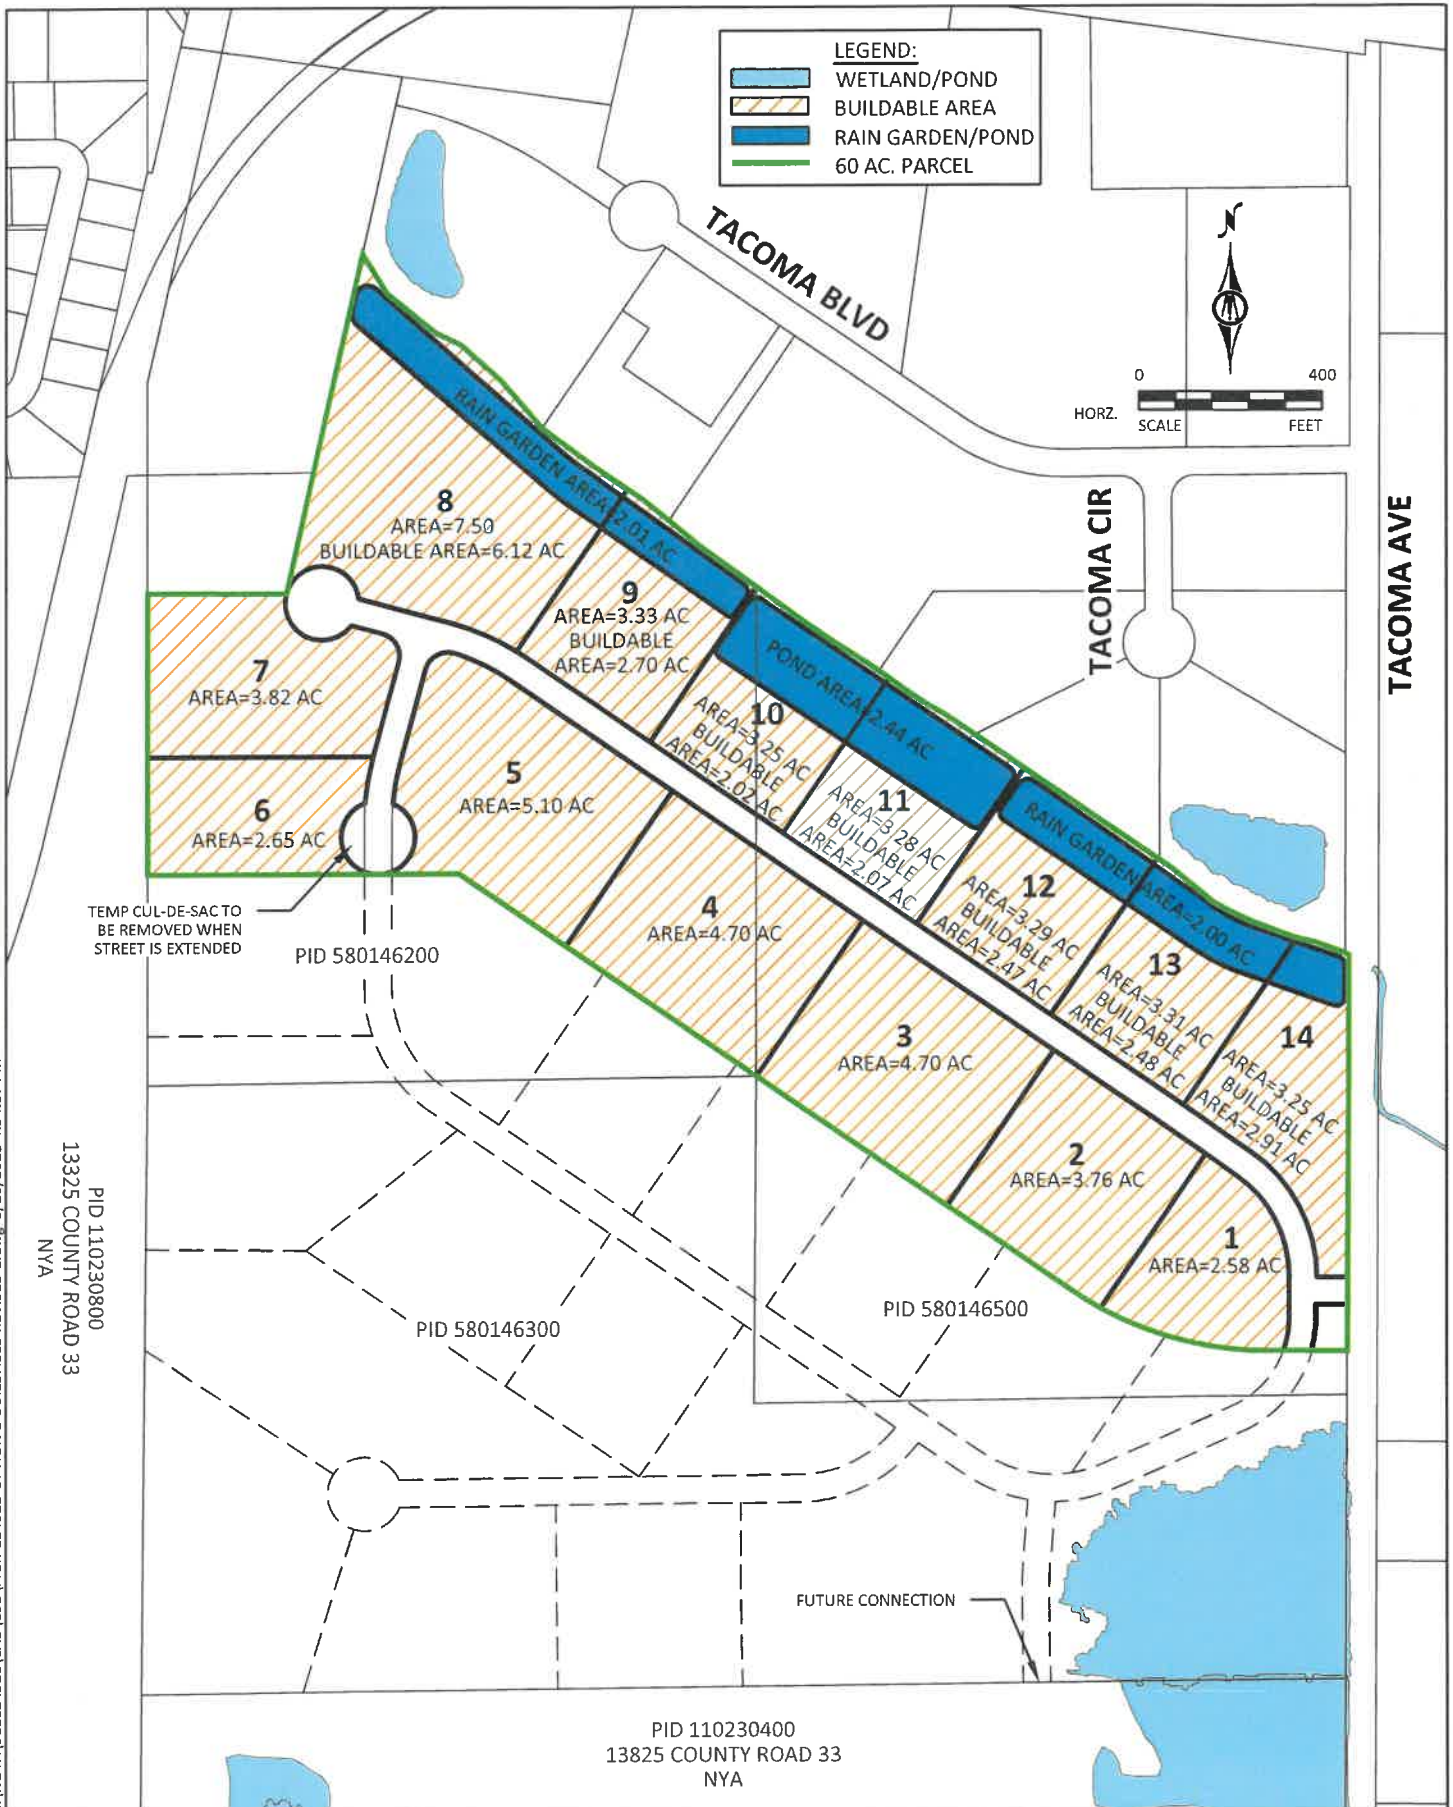 LEGEND:
WETLAND/POND
BUILDABLE AREA
RAIN GARDEN/POND
60 AC. PARCEL
N
TACOMA BLVD
0 400
HORZ.
SCALE FEET
TACOMA CIR
TACOMA AVE
RAIN GARDEN AREA=2.01 AC
8
AREA=7.50
BUILDABLE AREA=6.12 AC
9
AREA=3.33 AC
BUILDABLE
AREA=2.70 AC
POND AREA=2.44 AC
7
AREA=3.82 AC
10
AREA=3.25 AC
BUILDABLE
AREA=2.02 AC
5
AREA=5.10 AC
11
AREA=3.28 AC
BUILDABLE
AREA=2.07 AC
6
AREA=2.65 AC
RAIN GARDEN AREA=2.00 AC
12
AREA=3.29 AC
BUILDABLE
AREA=2.47 AC
4
AREA=4.70 AC
TEMP CUL-DE-SAC TO
BE REMOVED WHEN
STREET IS EXTENDED
PID 580146200
13
AREA=3.31 AC
BUILDABLE
AREA=2.48 AC
3
AREA=4.70 AC
14
AREA=3.25 AC
BUILDABLE
AREA=2.91 AC
2
AREA=3.76 AC
1
AREA=2.58 AC
PID 110230800
13325 COUNTY ROAD 33
NYA
PID 580146300
PID 580146500
FUTURE CONNECTION
PID 110230400
13825 COUNTY ROAD 33
NYA